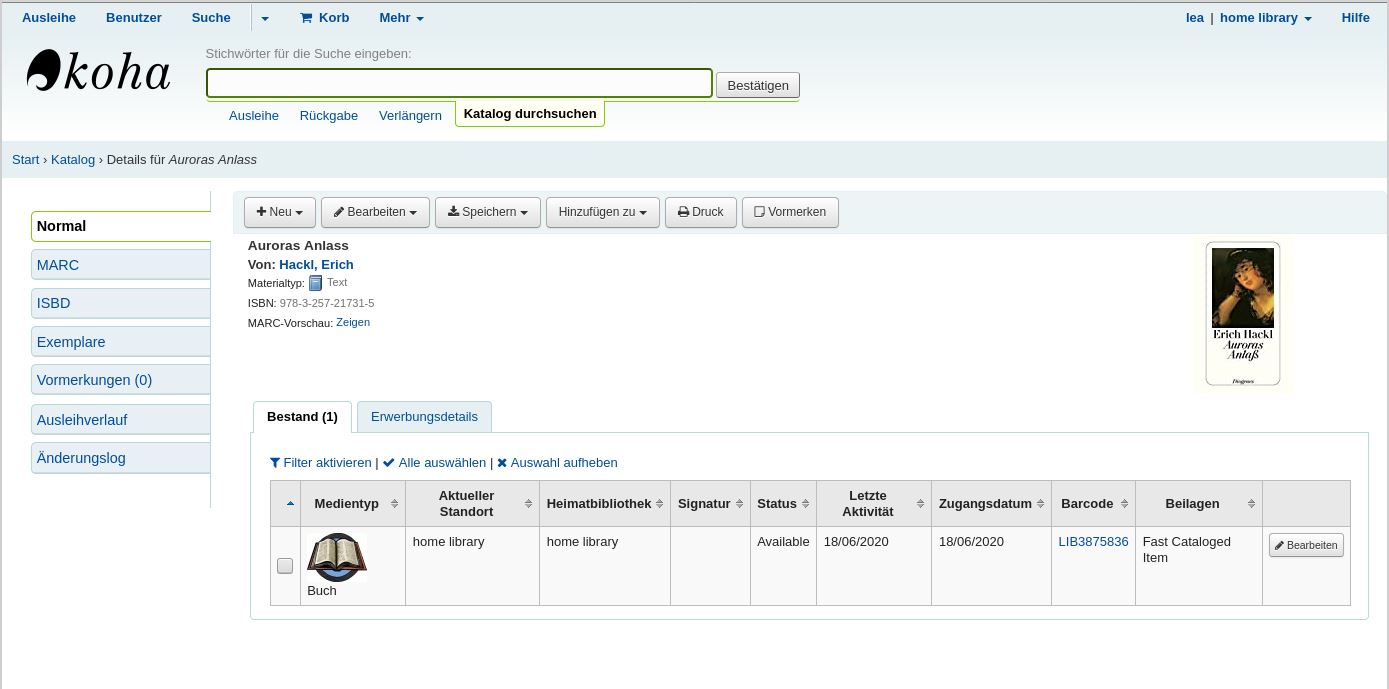 Ausleihe Benutzer Suche Korb Mehr lea | home library Hilfe
koha
Stichwörter für die Suche eingeben:
Bestätigen
Ausleihe Rückgabe Verlängern Katalog durchsuchen
Start › Katalog › Details für Auroras Anlass
Normal
MARC
ISBD
Exemplare
Vormerkungen (0)
Ausleihverlauf
Änderungslog
Neu Bearbeiten Speichern Hinzufügen zu Druck Vormerken
Auroras Anlass
Von: Hackl, Erich
Materialtyp: Text
ISBN: 978-3-257-21731-5
MARC-Vorschau: Zeigen
Erich Hackl
Auroras
Anlaß
Diogenes
Bestand (1) Erwerbungsdetails
Filter aktivieren | Alle auswählen | Auswahl aufheben
Medientyp Aktueller Standort Heimatbibliothek Signatur Status Letzte Aktivität Zugangsdatum Barcode Beilagen
home library home library Available 18/06/2020 18/06/2020 LIB3875836 Fast Cataloged Item Bearbeiten
Buch